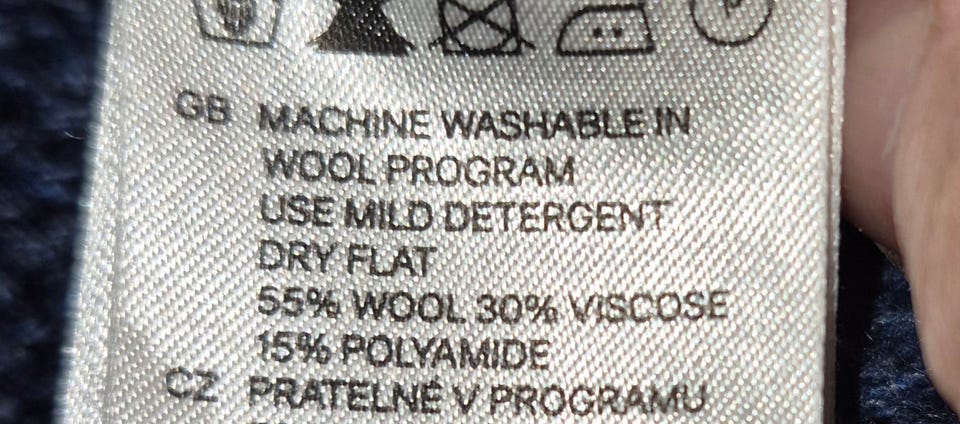 GB MACHINE WASHABLE IN
WOOL PROGRAM
USE MILD DETERGENT
DRY FLAT
55% WOOL 30% VISCOSE
15% POLYAMIDE
CZ PRATELNÉ V PROGRAMU